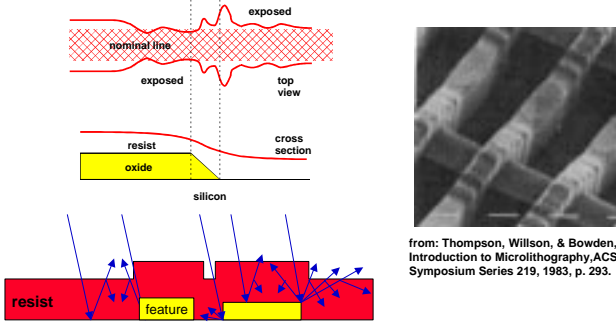 exposed
nominal line
exposed
top
view
resist
cross
section
oxide
silicon
resist
feature
from: Thompson, Willson, & Bowden,
Introduction to Microlithography,ACS
Symposium Series 219, 1983, p. 293.